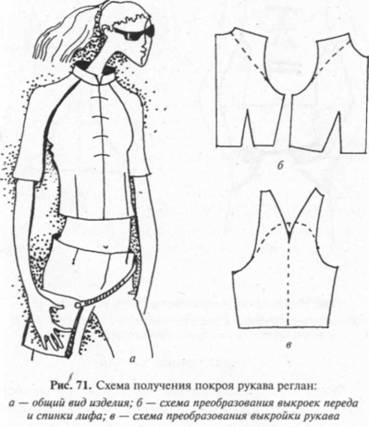 б
в
а
Рис. 71. Схема получения покроя рукава реглан:
а — общий вид изделия; б — схема преобразования выкроек переда
и спинки лифа; в — схема преобразования выкройки рукава